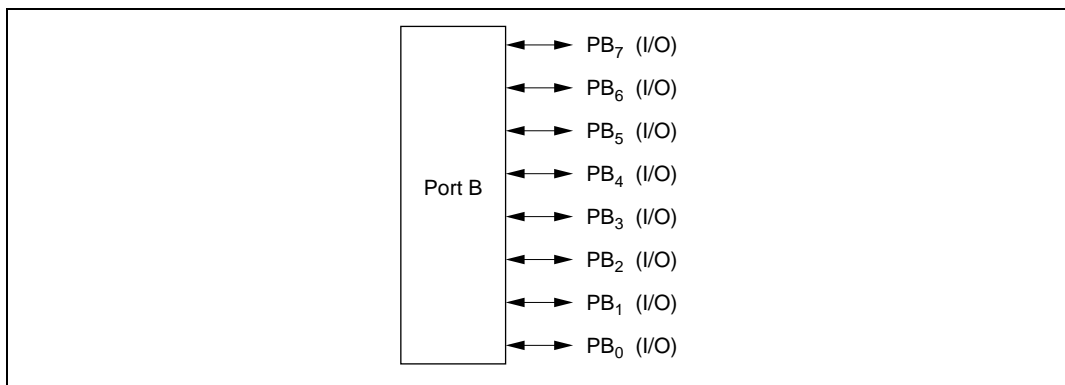 PB₇ (I/O)
PB₆ (I/O)
PB₅ (I/O)
PB₄ (I/O)
Port B
PB₃ (I/O)
PB₂ (I/O)
PB₁ (I/O)
PB₀ (I/O)